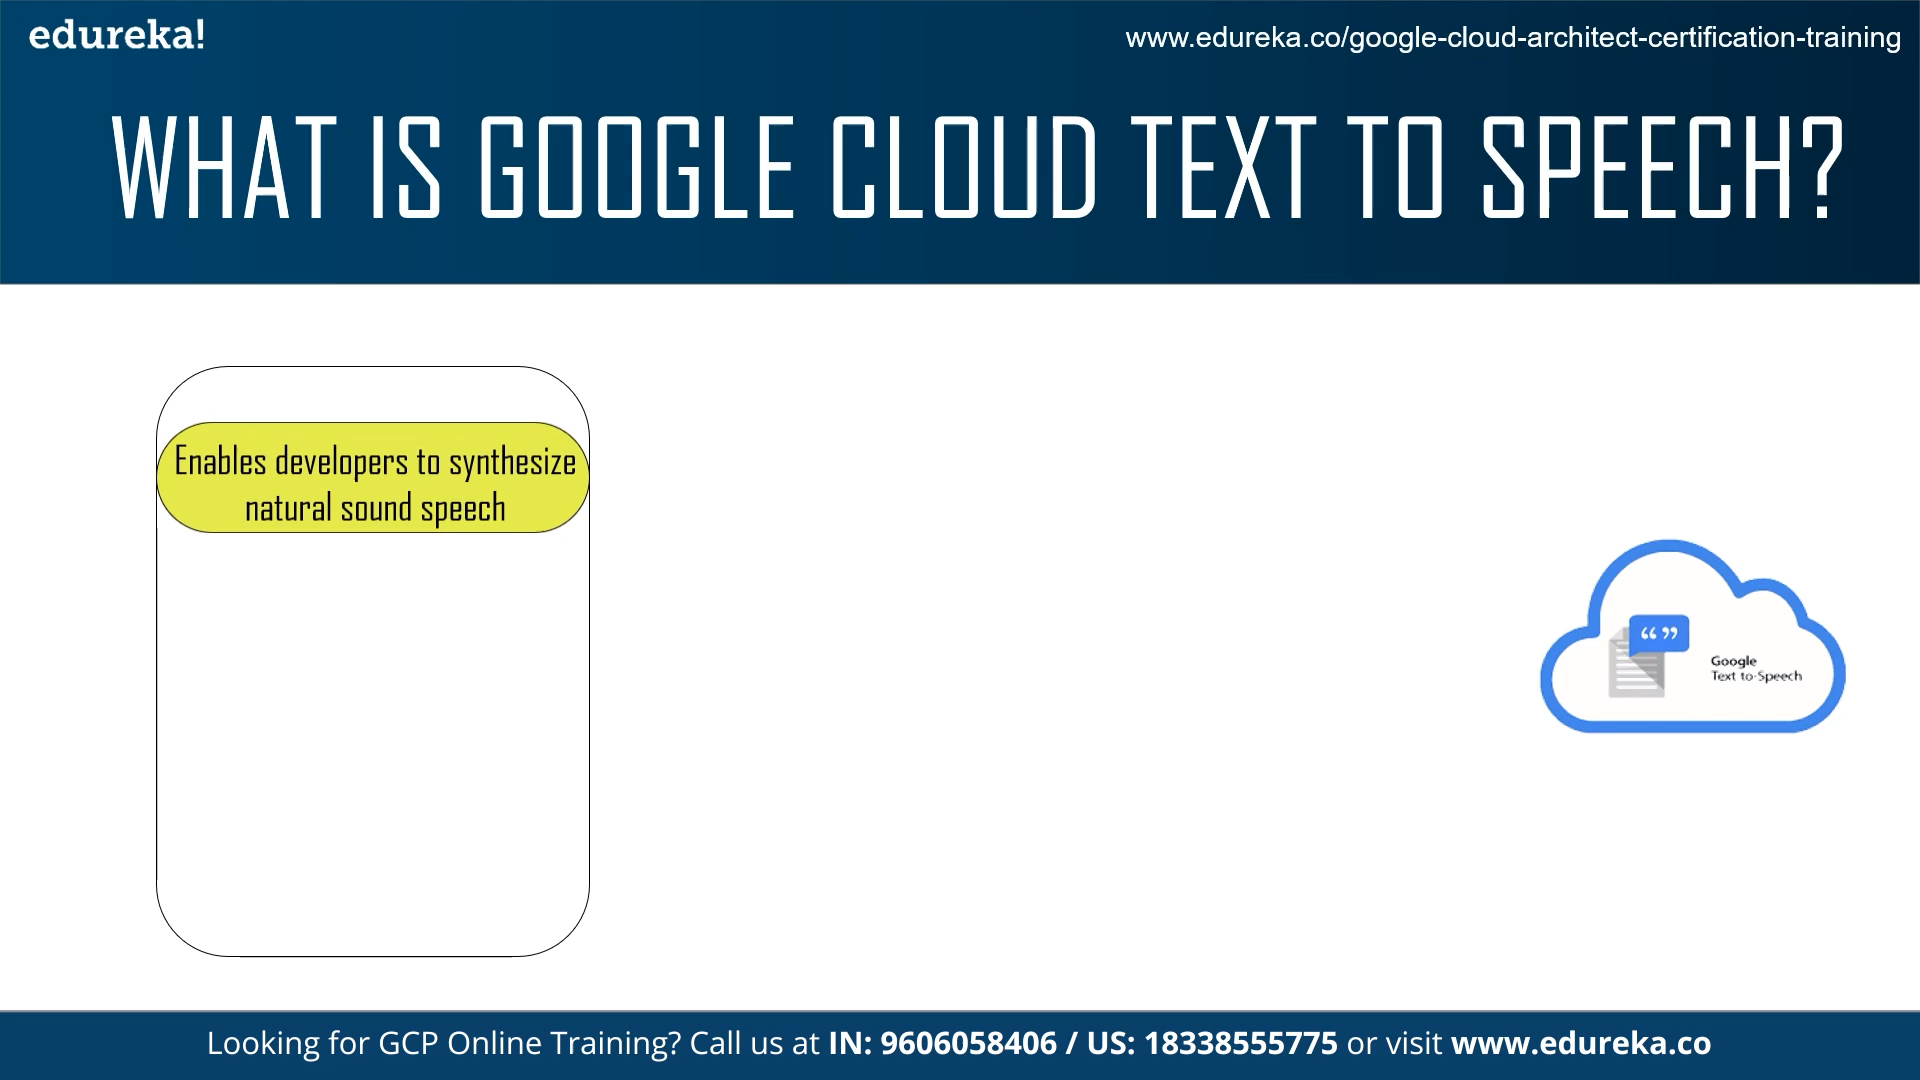 edureka!
www.edureka.co/google-cloud-architect-certification-training
WHAT IS GOOGLE CLOUD TEXT TO SPEECH?
Enables developers to synthesize
natural sound speech
“ ”
Google
Text to-Speech
Looking for GCP Online Training? Call us at IN: 9606058406 / US: 18338555775 or visit www.edureka.co